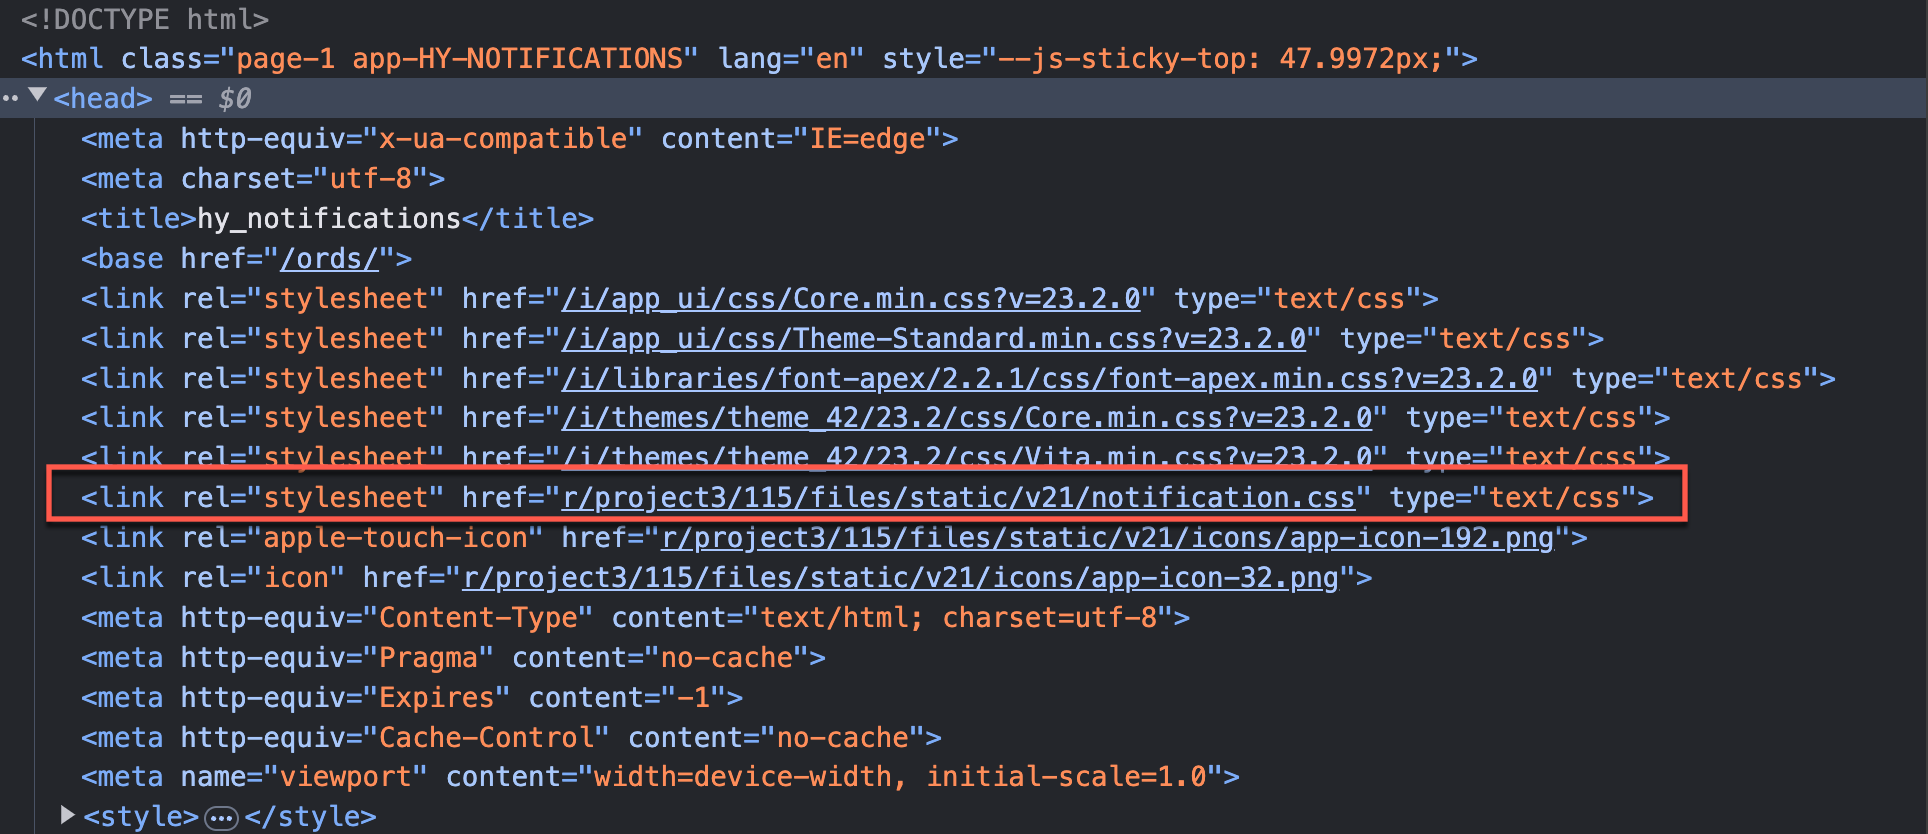 <!DOCTYPE html>
<html class="page-1 app-HY-NOTIFICATIONS" lang="en" style="--js-sticky-top: 47.9972px;">
<head> == $0
<meta http-equiv="x-ua-compatible" content="IE=edge">
<meta charset="utf-8">
<title>hy_notifications</title>
<base href="/ords/">
<link rel="stylesheet" href="/i/app_ui/css/Core.min.css?v=23.2.0" type="text/css">
<link rel="stylesheet" href="/i/app_ui/css/Theme-Standard.min.css?v=23.2.0" type="text/css">
<link rel="stylesheet" href="/i/libraries/font-apex/2.2.1/css/font-apex.min.css?v=23.2.0" type="text/css">
<link rel="stylesheet" href="/i/themes/theme_42/23.2/css/Core.min.css?v=23.2.0" type="text/css">
<link rel="stylesheet" href="/i/themes/theme_42/23.2/css/Vita.min.css?v=23.2.0" type="text/css">
<link rel="stylesheet" href="r/project3/115/files/static/v21/notification.css" type="text/css">
<link rel="apple-touch-icon" href="r/project3/115/files/static/v21/icons/app-icon-192.png">
<link rel="icon" href="r/project3/115/files/static/v21/icons/app-icon-32.png">
<meta http-equiv="Content-Type" content="text/html; charset=utf-8">
<meta http-equiv="Pragma" content="no-cache">
<meta http-equiv="Expires" content="-1">
<meta http-equiv="Cache-Control" content="no-cache">
<meta name="viewport" content="width=device-width, initial-scale=1.0">
<style>…</style>